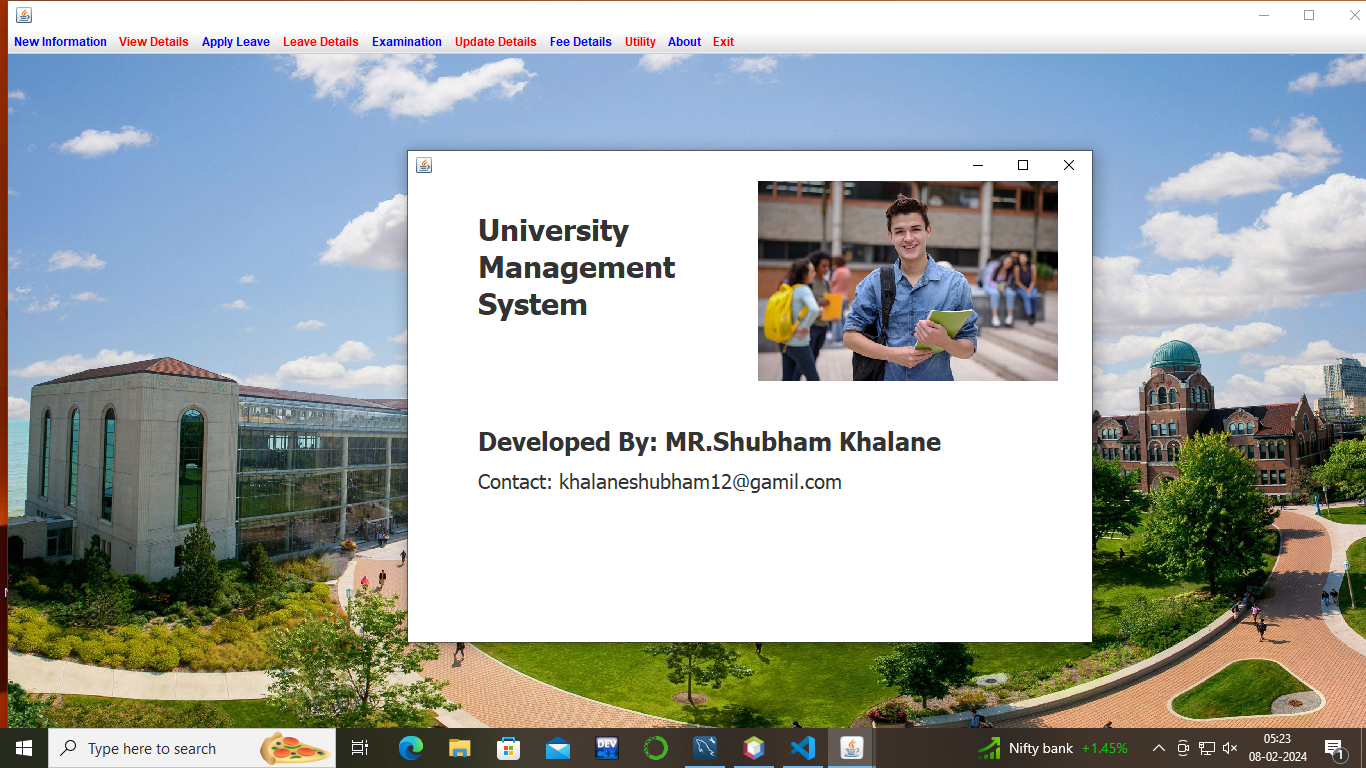 New Information View Details Apply Leave Leave Details Examination Update Details Fee Details Utility About Exit
University
Management
System
Developed By: MR.Shubham Khalane
Contact: khalaneshubham12@gamil.com
Type here to search
DEV
Nifty bank +1.45%
05:23
08-02-2024
1